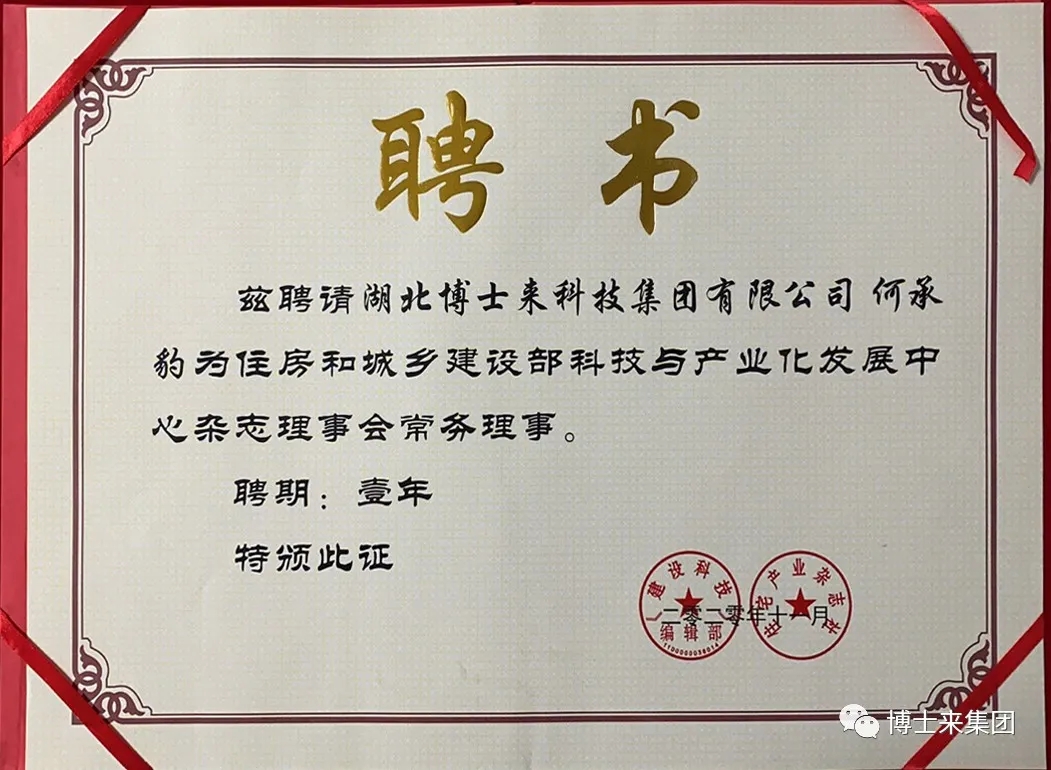 聘书
兹聘请湖北博士来科技集团有限公司 何承
豹为住房和城乡建设部科技与产业化发展中
心杂志理事会常务理事。
聘期：壹年
特颁此证
建设科技
编辑部
住宅产业杂志社
二零二零年十一月
博士来集团